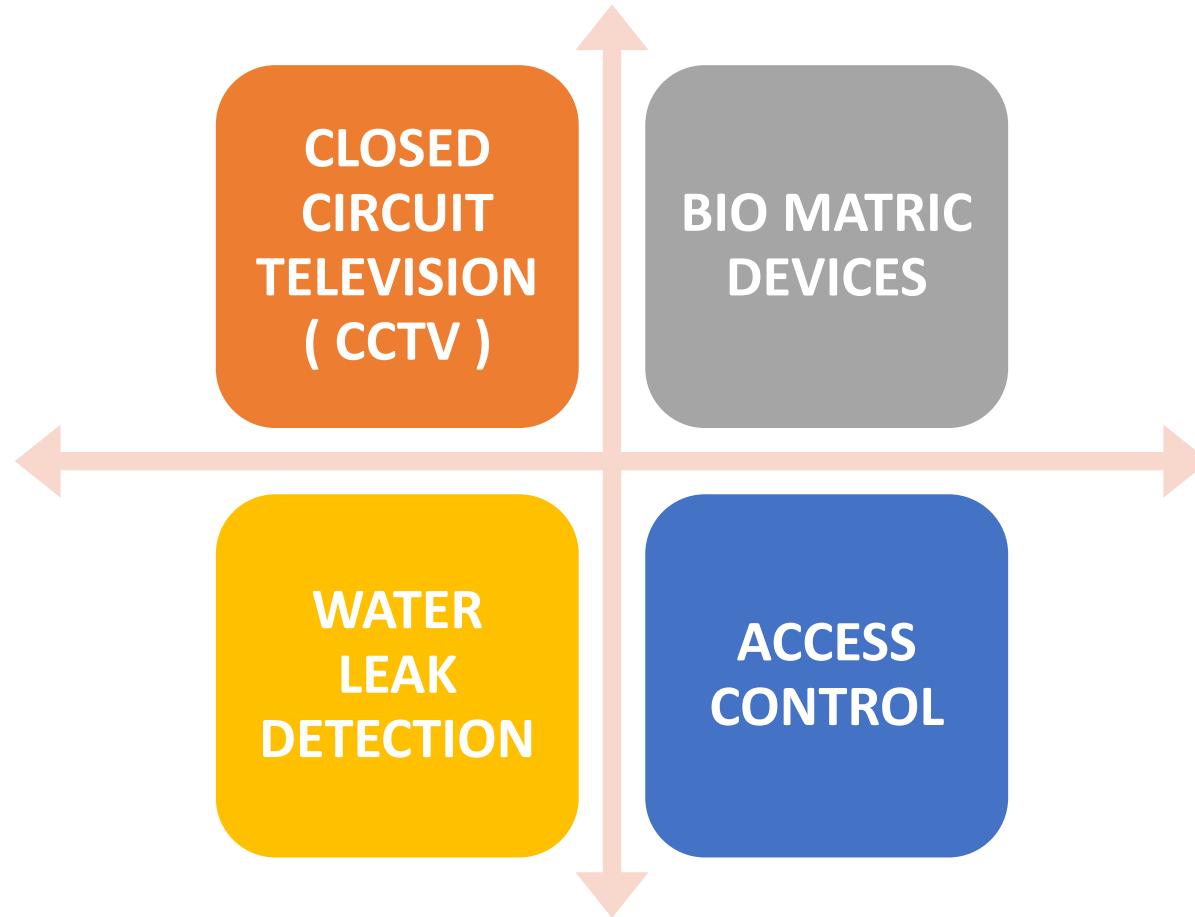 CLOSED
CIRCUIT
TELEVISION
( CCTV )
BIO MATRIC
DEVICES
WATER
LEAK
DETECTION
ACCESS
CONTROL